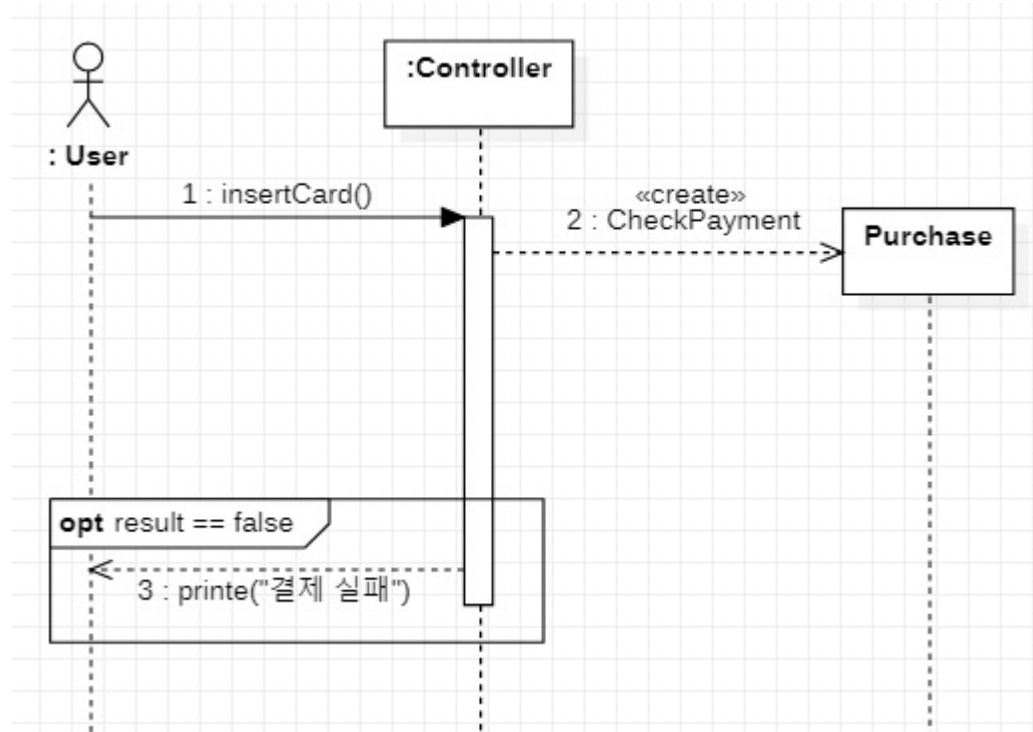 :Controller
: User
1 : insertCard()
«create»
2 : CheckPayment
Purchase
opt result == false
3 : printe("결제 실패")